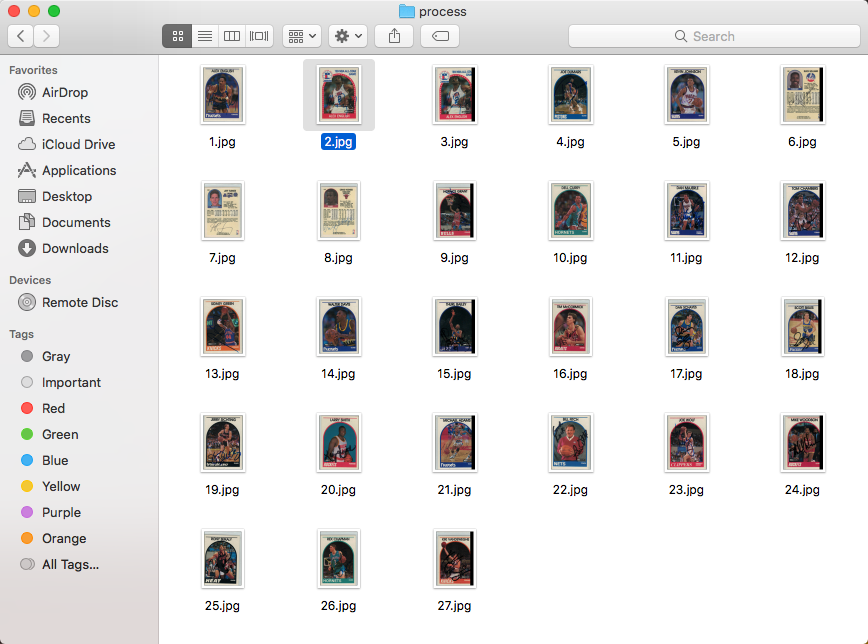 process
Search
Favorites
AirDrop
Recents
iCloud Drive
Applications
Desktop
Documents
Downloads
Devices
Remote Disc
Tags
Gray
Important
Red
Green
Blue
Yellow
Purple
Orange
All Tags...
1.jpg
2.jpg
3.jpg
4.jpg
5.jpg
6.jpg
7.jpg
8.jpg
9.jpg
10.jpg
11.jpg
12.jpg
13.jpg
14.jpg
15.jpg
16.jpg
17.jpg
18.jpg
19.jpg
20.jpg
21.jpg
22.jpg
23.jpg
24.jpg
25.jpg
26.jpg
27.jpg